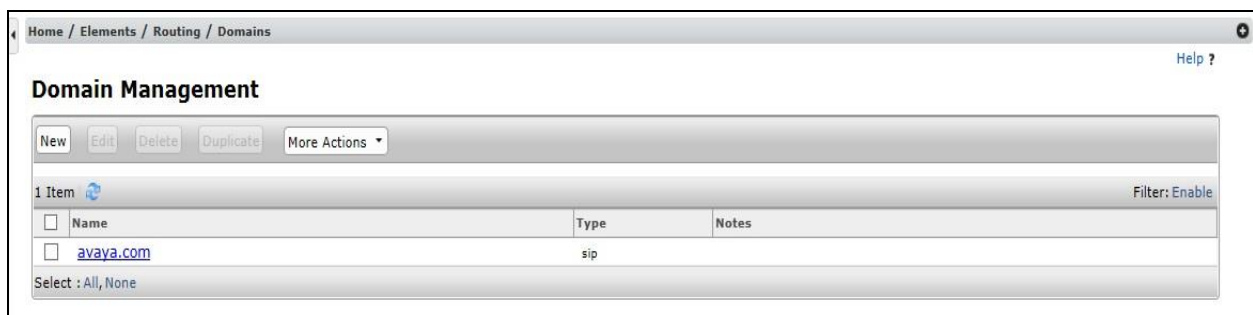 Home / Elements / Routing / Domains
Help ?
Domain Management
New Edit Delete Duplicate More Actions
1 Item Filter: Enable
Name Type Notes
avaya.com sip
Select : All, None